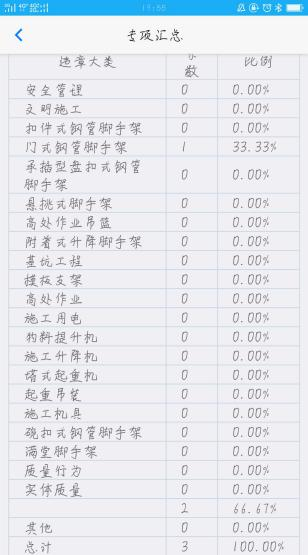 15:55
专项汇总
违章大类 次数 比例
安全管理 0 0.00%
文明施工 0 0.00%
扣件式钢管脚手架 0 0.00%
门式钢管脚手架 1 33.33%
承插型盘扣式钢管
脚手架 0 0.00%
悬挑式脚手架 0 0.00%
高处作业吊篮 0 0.00%
附着式升降脚手架 0 0.00%
基坑工程 0 0.00%
模板支架 0 0.00%
高处作业 0 0.00%
施工用电 0 0.00%
物料提升机 0 0.00%
施工升降机 0 0.00%
塔式起重机 0 0.00%
起重吊装 0 0.00%
施工机具 0 0.00%
碗扣式钢管脚手架 0 0.00%
满堂脚手架 0 0.00%
质量行为 0 0.00%
实体质量 0 0.00%
2 66.67%
其他 0 0.00%
总计 3 100.00%